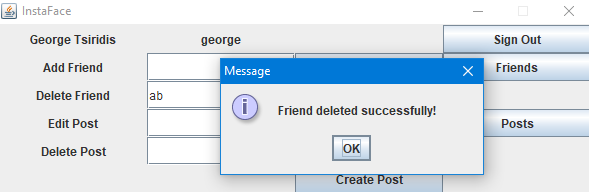 InstaFace
George Tsiridis george Sign Out
Add Friend Friends
Message
Delete Friend ab
Friend deleted successfully!
Edit Post Posts
OK
Delete Post
Create Post